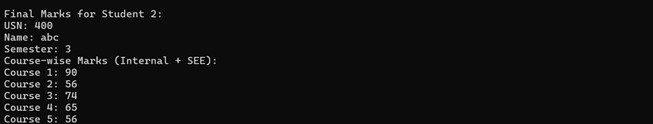 Final Marks for Student 2:
USN: 400
Name: abc
Semester: 3
Course-wise Marks (Internal + SEE):
Course 1: 90
Course 2: 56
Course 3: 74
Course 4: 65
Course 5: 56